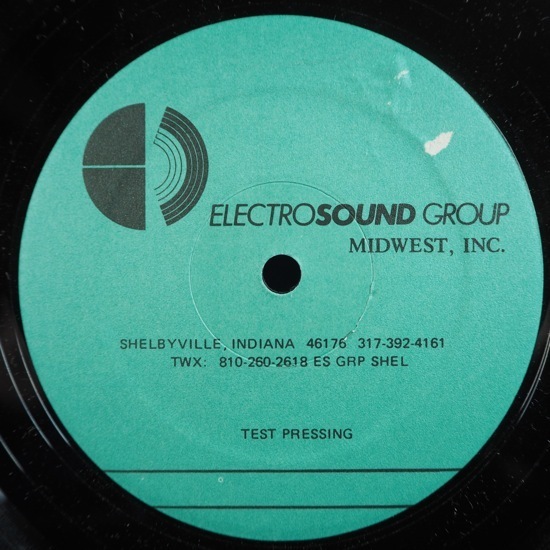 ELECTROSOUND GROUP
MIDWEST, INC.
SHELBYVILLE, INDIANA 46176 317-392-4161
TWX: 810-260-2618 ES GRP SHEL
TEST PRESSING